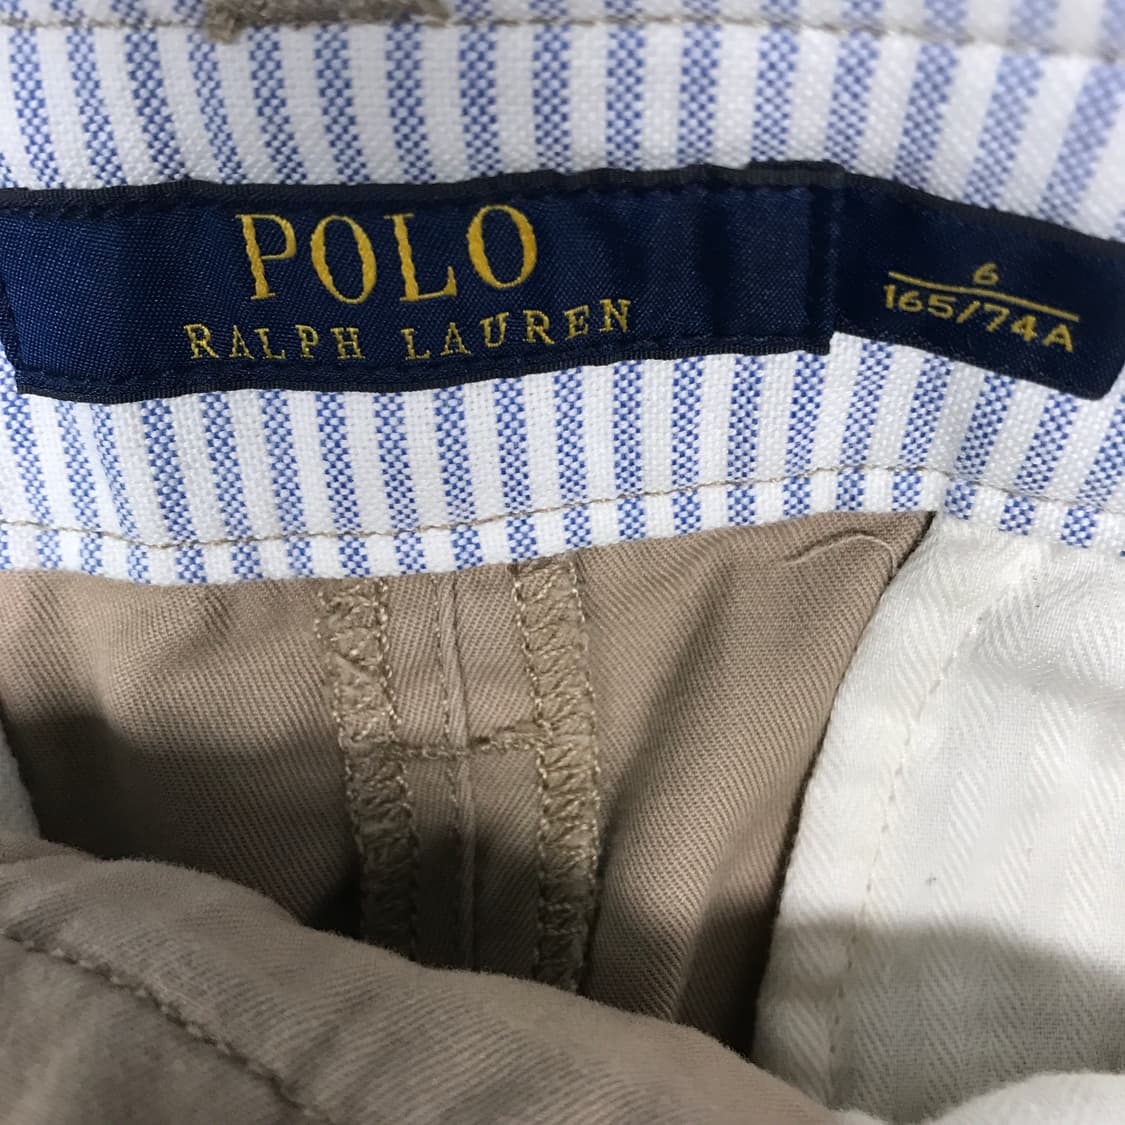 POLO
RALPH LAUREN
6
165/74A